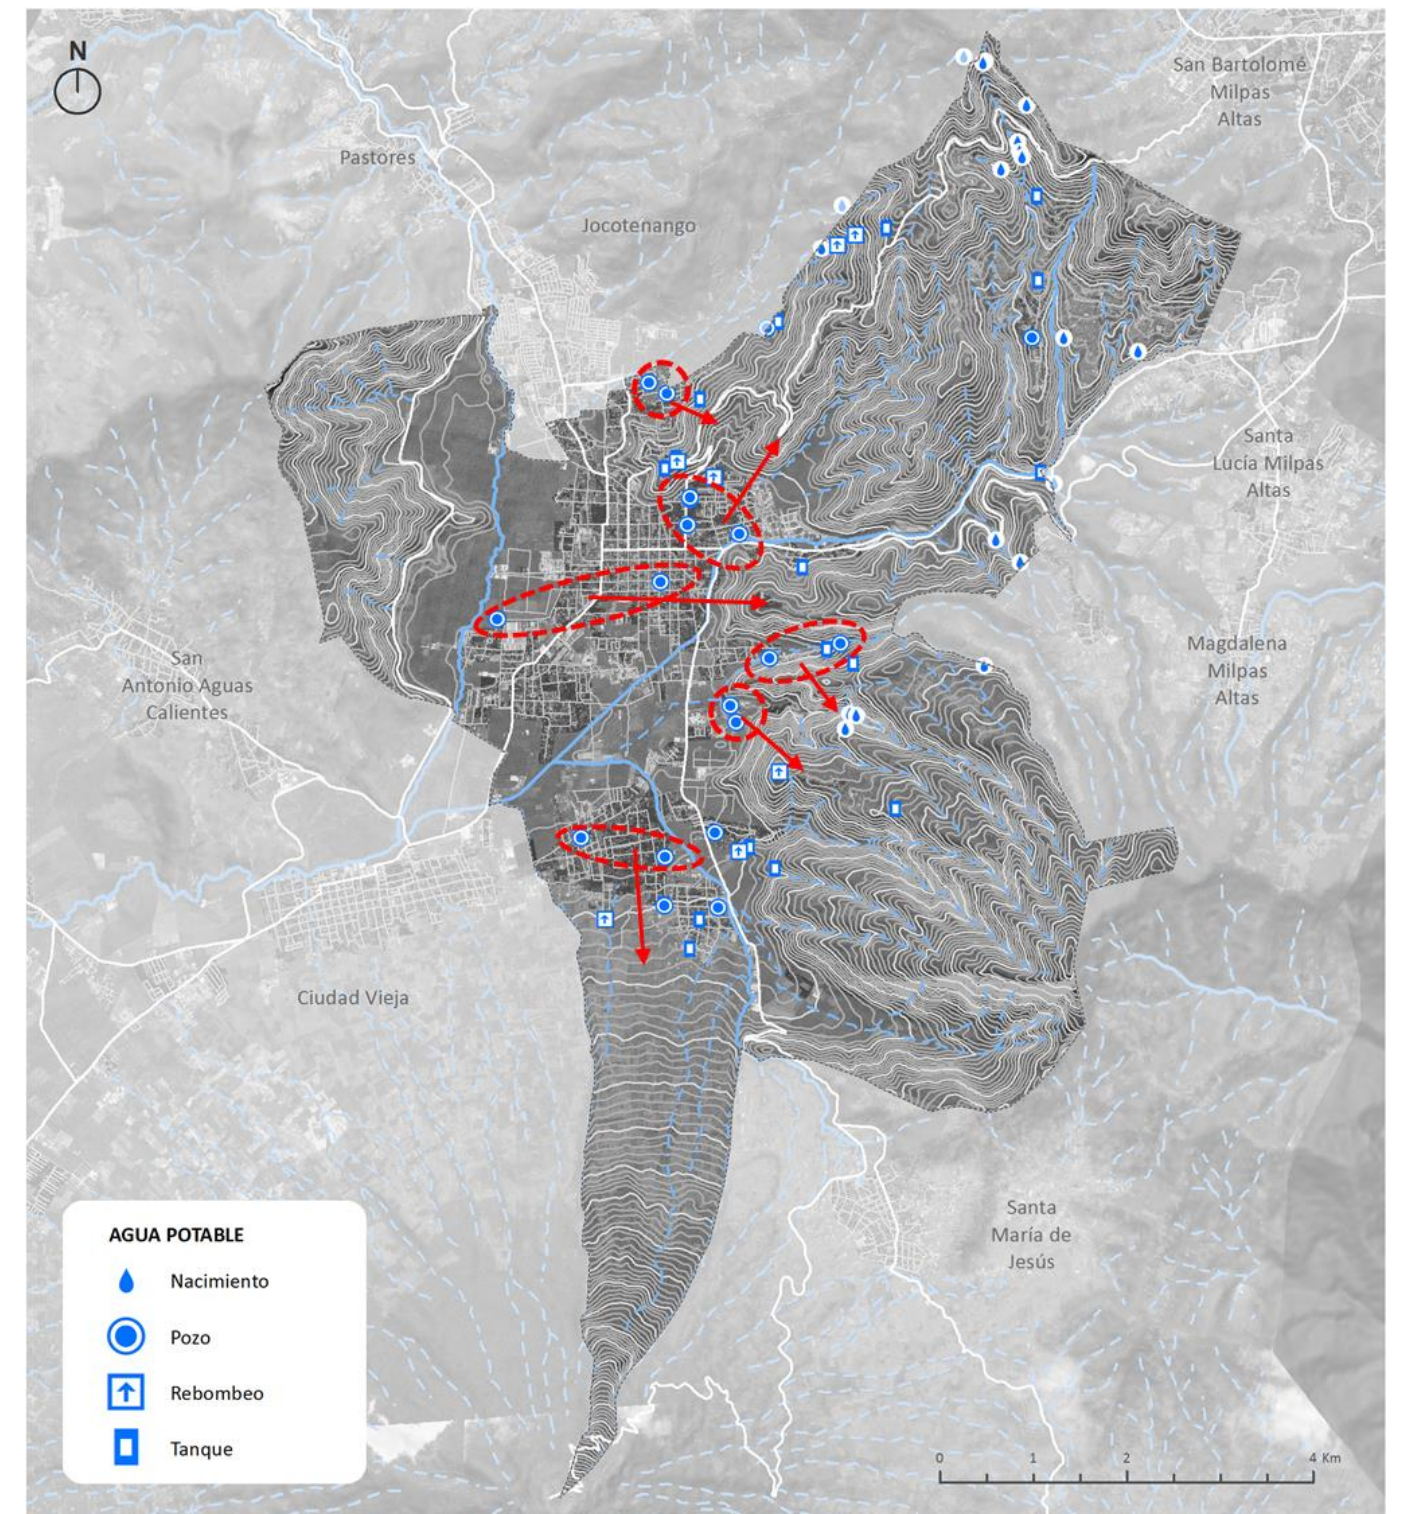 N
San Bartolomé
Milpas
Altas
Pastores
Jocotenango
Santa
Lucía Milpas
Altas
San
Antonio Aguas
Calientes
Magdalena
Milpas
Altas
Ciudad Vieja
Santa
María de
Jesús
AGUA POTABLE
Nacimiento
Pozo
Rebombeo
Tanque
0 1 2 4 Km